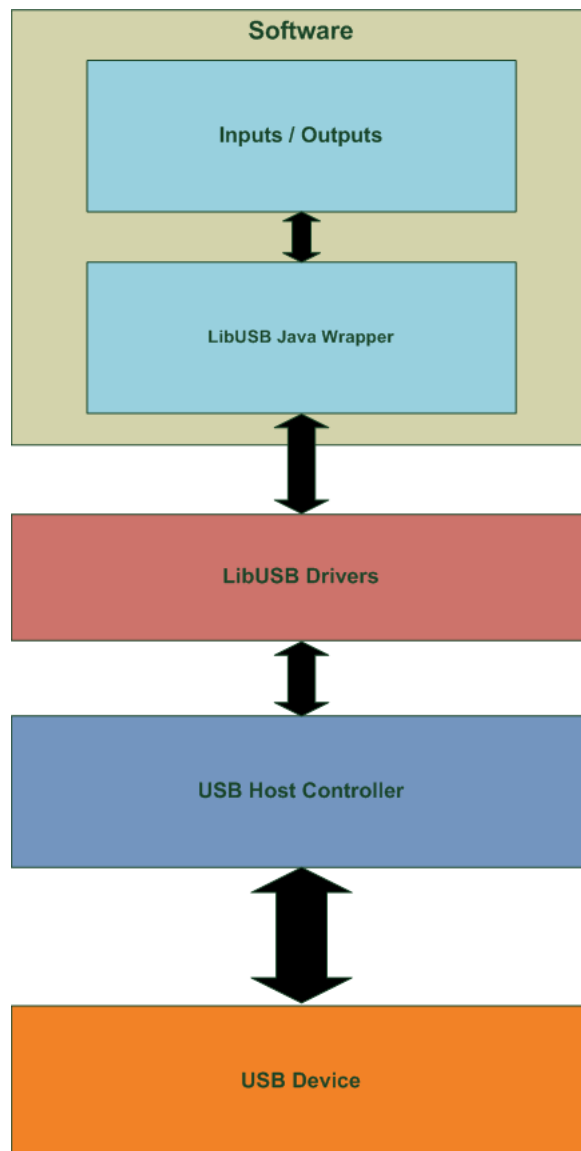 Software
Inputs / Outputs
LibUSB Java Wrapper
LibUSB Drivers
USB Host Controller
USB Device